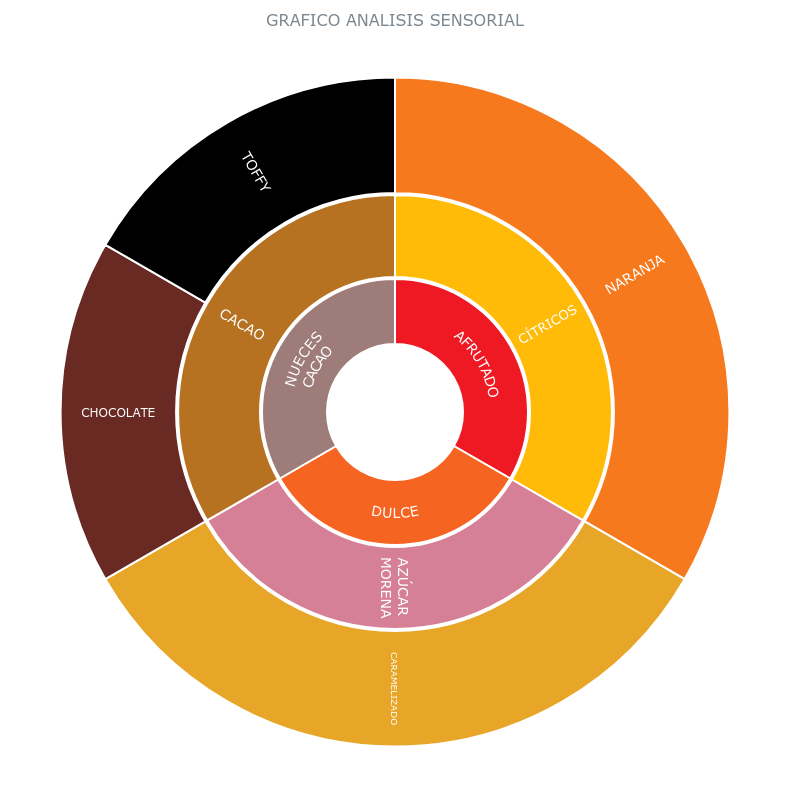 GRAFICO ANALISIS SENSORIAL
TOFFY
NARANJA
CACAO
CÍTRICOS
NUECES
CACAO
AFRUTADO
CHOCOLATE
DULCE
AZÚCAR
MORENA
CARAMELIZADO